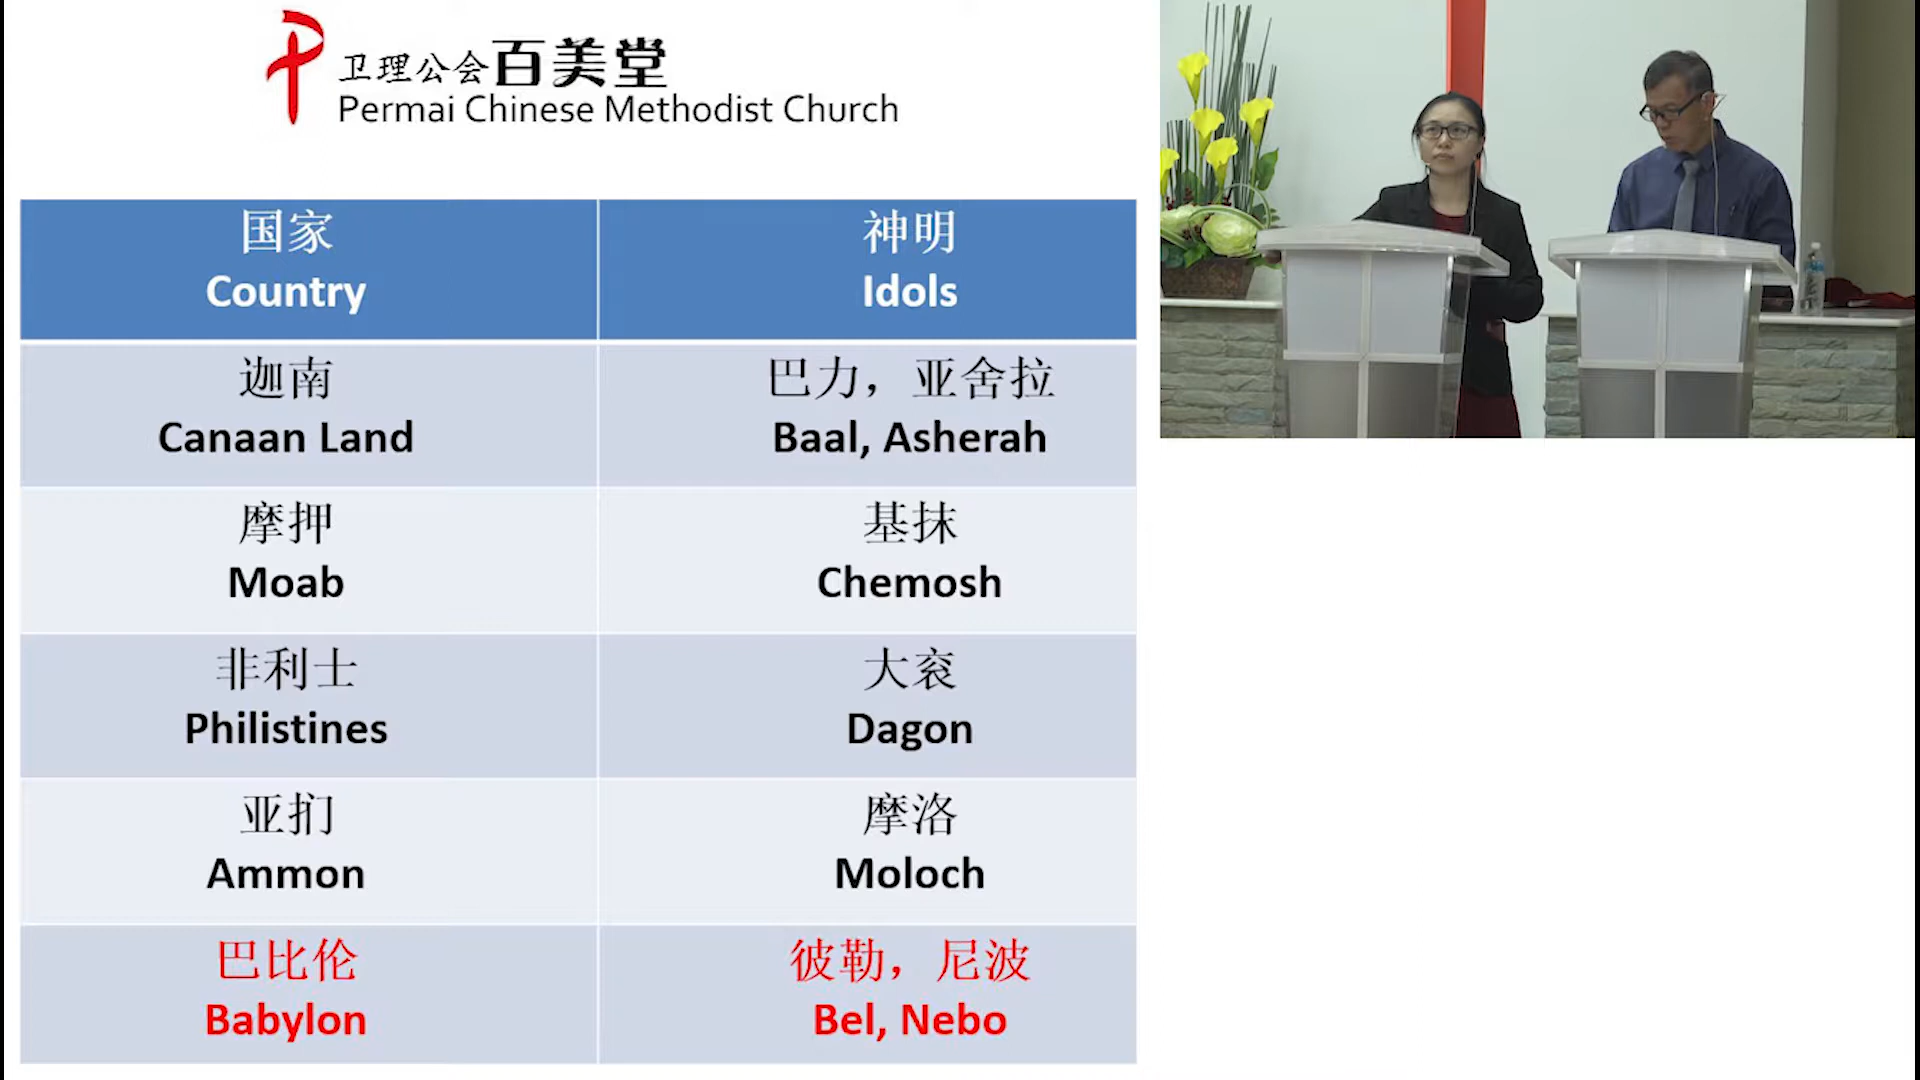 卫理公会百美堂
Permai Chinese Methodist Church
国家
Country
神明
Idols
迦南
Canaan Land
巴力，亚舍拉
Baal, Asherah
摩押
Moab
基抹
Chemosh
非利士
Philistines
大衮
Dagon
亚扪
Ammon
摩洛
Moloch
巴比伦
Babylon
彼勒，尼波
Bel, Nebo